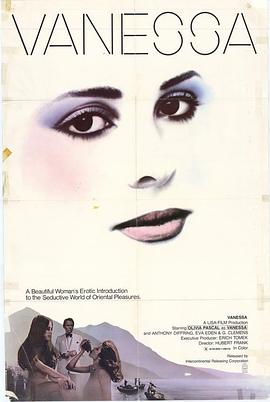 VANESSA
A Beautiful Woman's Erotic Introduction
to the Seductive World of Oriental Pleasures.
VANESSA
A LISA FILM Production
Starring OLIVIA PASCAL as VANESSA
and ANTHONY DIFFRING, EVA EDEN & G. CLEMENS
Executive Producer: ERICH TOMEK
Director: HUBERT FRANK
In Color
Released by
Intercontinental Releasing Corporation